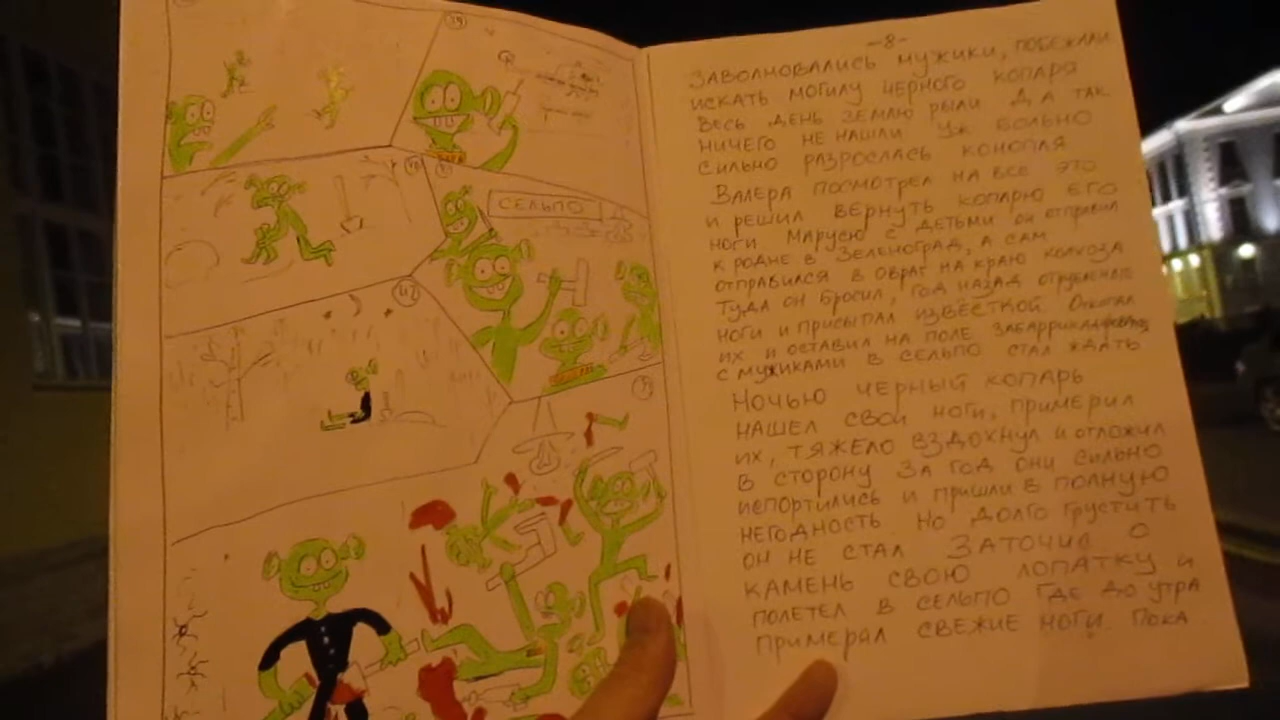 39
40
41
СЕЛЬПО
42
-8-
ЗАВОЛНОВАЛИСЬ МУЖИКИ, ПОБЕЖАЛИ
ИСКАТЬ МОГИЛУ ЧЕРНОГО КОПАРЯ
ВЕСЬ ДЕНЬ ЗЕМЛЮ РЫЛИ ДА ТАК
НИЧЕГО НЕ НАШЛИ УЖ БОЛЬНО
СИЛЬНО РАЗРОСЛАСЬ КОНОПЛЯ
ВАЛЕРА ПОСМОТРЕЛ НА ВСЕ ЭТО
И РЕШИЛ ВЕРНУТЬ КОПАРЮ ЕГО
НОГИ МАРУСЮ С ДЕТЬМИ ОН ОТПРАВИЛ
К РОДНЕ В ЗЕЛЕНОГРАД, А САМ
ОТПРАВИЛСЯ В ОВРАГ НА КРАЮ КОЛХОЗА
ТУДА ОН БРОСИЛ, ГОД НАЗАД ОТРУБЛЕННЫЕ
НОГИ И ПРИСЫПАЛ ИЗВЁСТКОЙ ОТКОПАЛ
ИХ И ОСТАВИЛ НА ПОЛЕ
С МУЖИКАМИ В СЕЛЬПО СТАЛ ЖДАТЬ
НОЧЬЮ ЧЕРНЫЙ КОПАРЬ
НАШЕЛ СВОИ НОГИ, ПРИМЕРИЛ
ИХ, ТЯЖЕЛО ВЗДОХНУЛ И ОТЛОЖИЛ
В СТОРОНУ ЗА ГОД ОНИ СИЛЬНО
ИСПОРТИЛИСЬ И ПРИШЛИ В ПОЛНУЮ
НЕГОДНОСТЬ НО ДОЛГО ГРУСТИТЬ
ОН НЕ СТАЛ ЗАТОЧИЛ О
КАМЕНЬ СВОЮ ЛОПАТКУ И
ПОЛЕТЕЛ В СЕЛЬПО ГДЕ ДО УТРА
ПРИМЕРЯЛ СВЕЖИЕ НОГИ. ПОКА